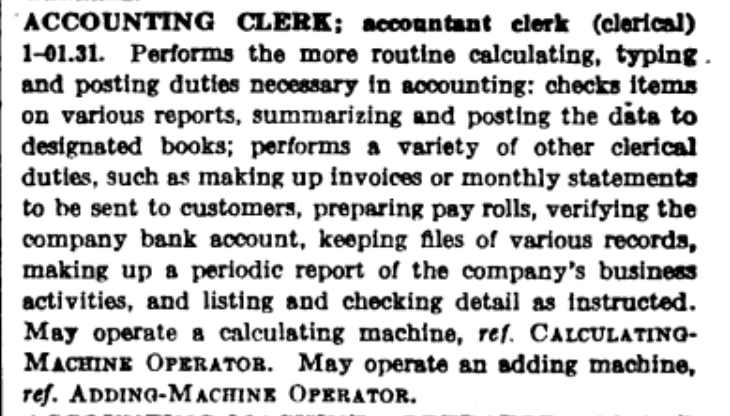 ACCOUNTING CLERK; accountant clerk (clerical)
1-01.31. Performs the more routine calculating, typing
and posting duties necessary in accounting: checks items
on various reports, summarizing and posting the data to
designated books; performs a variety of other clerical
duties, such as making up invoices or monthly statements
to be sent to customers, preparing pay rolls, verifying the
company bank account, keeping files of various records,
making up a periodic report of the company's business
activities, and listing and checking detail as instructed.
May operate a calculating machine, ref. CALCULATING-
MACHINE OPERATOR. May operate an adding machine,
ref. ADDING-MACHINE OPERATOR.